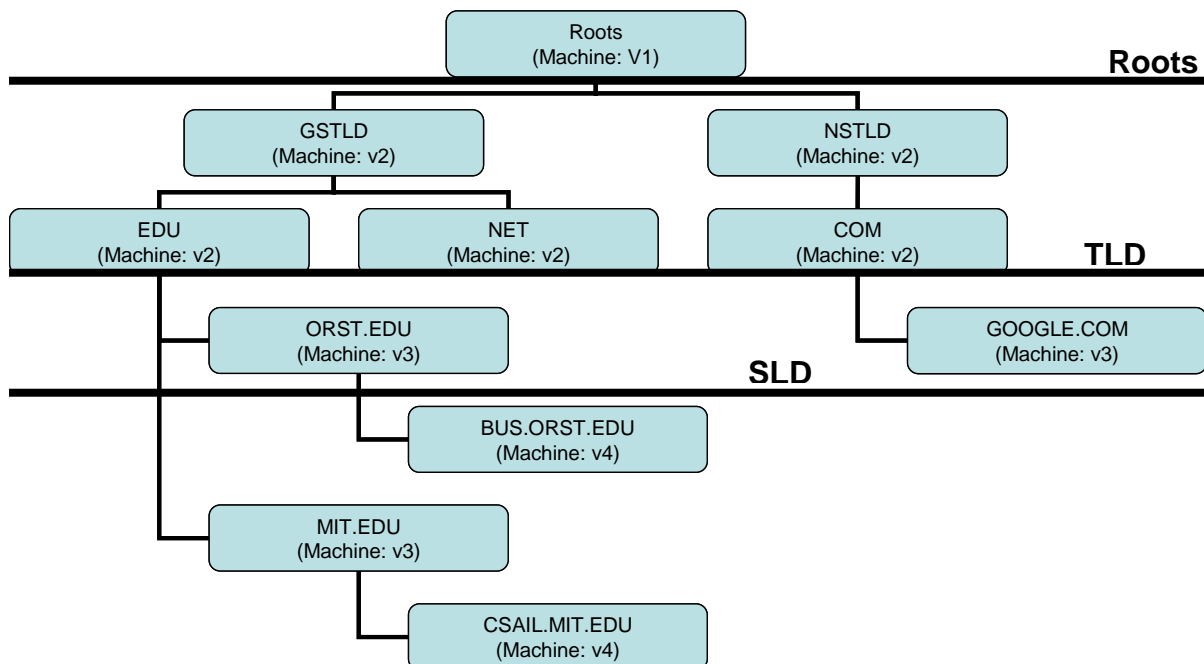 Roots
(Machine: V1)
Roots
GSTLD
(Machine: v2)
NSTLD
(Machine: v2)
EDU
(Machine: v2)
NET
(Machine: v2)
COM
(Machine: v2)
TLD
ORST.EDU
(Machine: v3)
GOOGLE.COM
(Machine: v3)
SLD
BUS.ORST.EDU
(Machine: v4)
MIT.EDU
(Machine: v3)
CSAIL.MIT.EDU
(Machine: v4)